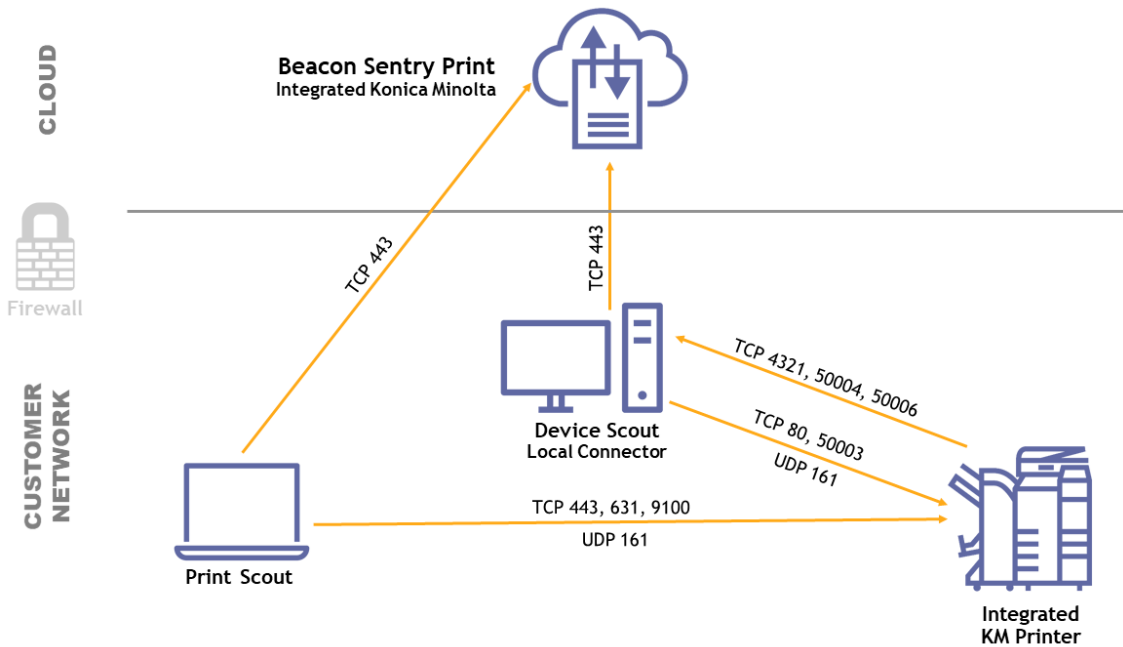 CLOUD
Beacon Sentry Print
Integrated Konica Minolta
Firewall
TCP 443
TCP 443
TCP 4321, 50004, 50006
TCP 80, 50003
UDP 161
Device Scout
Local Connector
CUSTOMER
NETWORK
TCP 443, 631, 9100
UDP 161
Print Scout
Integrated
KM Printer